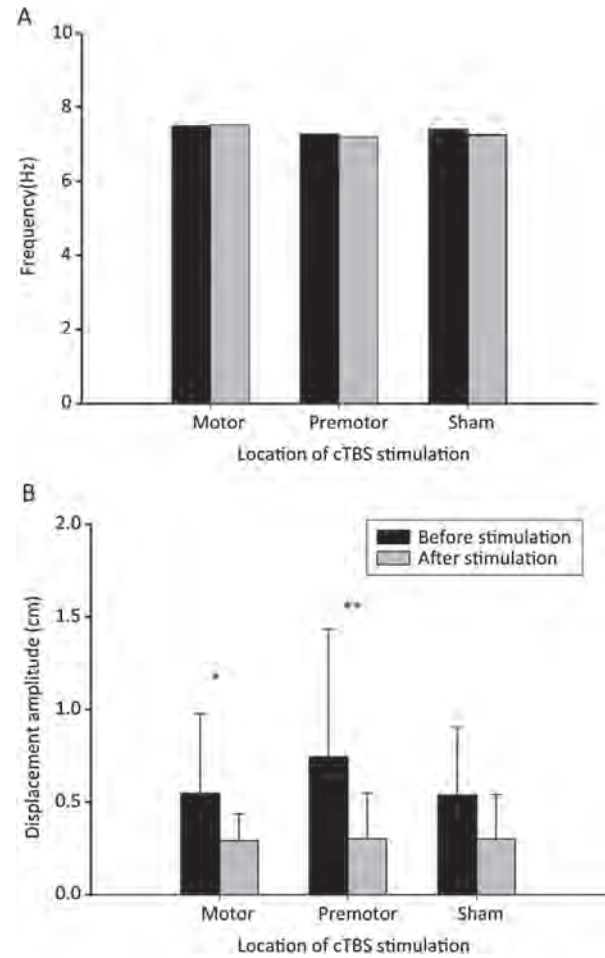 A
10
8
6
4
2
0
Frequency(Hz)
Motor Premotor Sham
Location of cTBS stimulation
B
2.0
1.5
1.0
0.5
0.0
Displacement amplitude (cm)
Before stimulation
After stimulation
*
**
Motor Premotor Sham
Location of cTBS stimulation